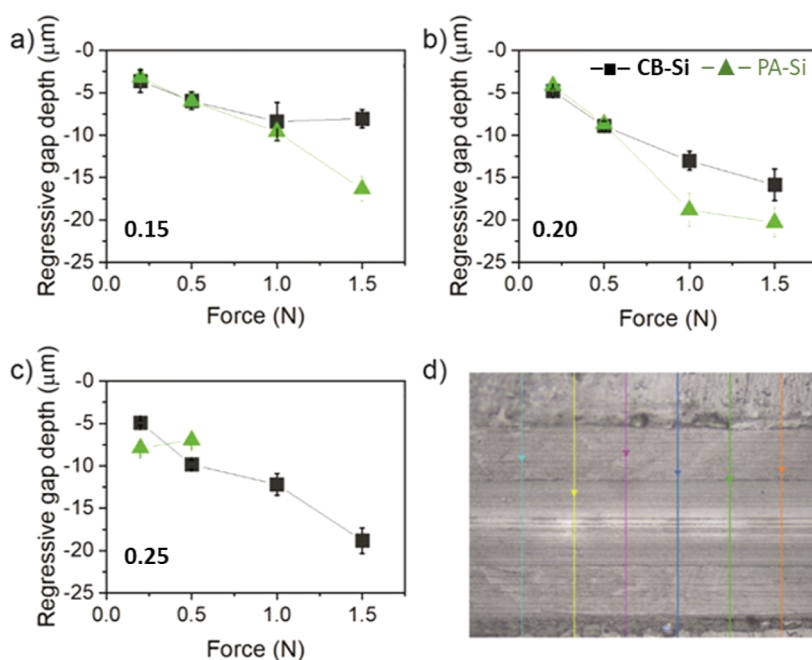 a)
Regressive gap depth (μm)
-0
-5
-10
-15
-20
-25
0.15
0.0 0.5 1.0 1.5
Force (N)
b)
CB-Si PA-Si
Regressive gap depth (μm)
-0
-5
-10
-15
-20
-25
0.20
0.0 0.5 1.0 1.5
Force (N)
c)
Regressive gap depth (μm)
-0
-5
-10
-15
-20
-25
0.25
0.0 0.5 1.0 1.5
Force (N)
d)